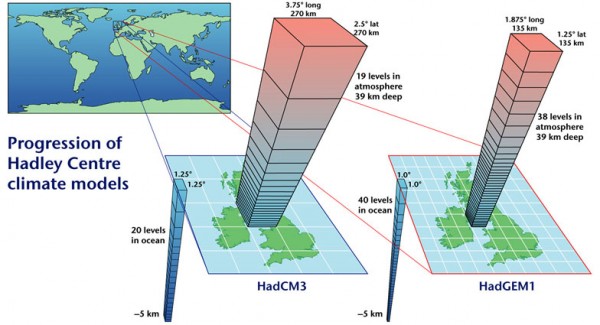 3.75° long
270 km
2.5° lat
270 km
19 levels in
atmosphere
39 km deep
1.875° long
135 km
1.25° lat
135 km
38 levels in
atmosphere
39 km deep
Progression of
Hadley Centre
climate models
1.25°
1.25°
20 levels
in ocean
–5 km
HadCM3
1.0°
1.0°
40 levels
in ocean
–5 km
HadGEM1